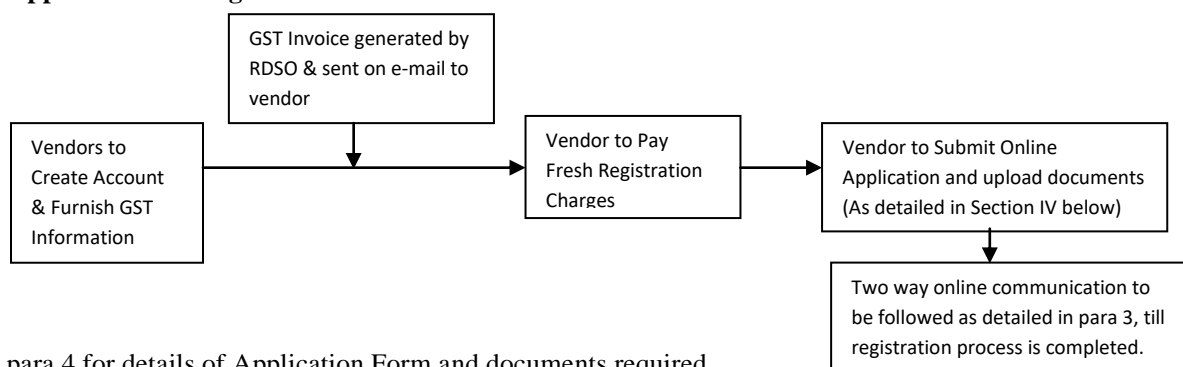 GST Invoice generated by
RDSO & sent on e-mail to
vendor
Vendors to
Create Account
& Furnish GST
Information
Vendor to Pay
Fresh Registration
Charges
Vendor to Submit Online
Application and upload documents
(As detailed in Section IV below)
Two way online communication to
be followed as detailed in para 3, till
registration process is completed.
para 4 for details of Application Form and documents required